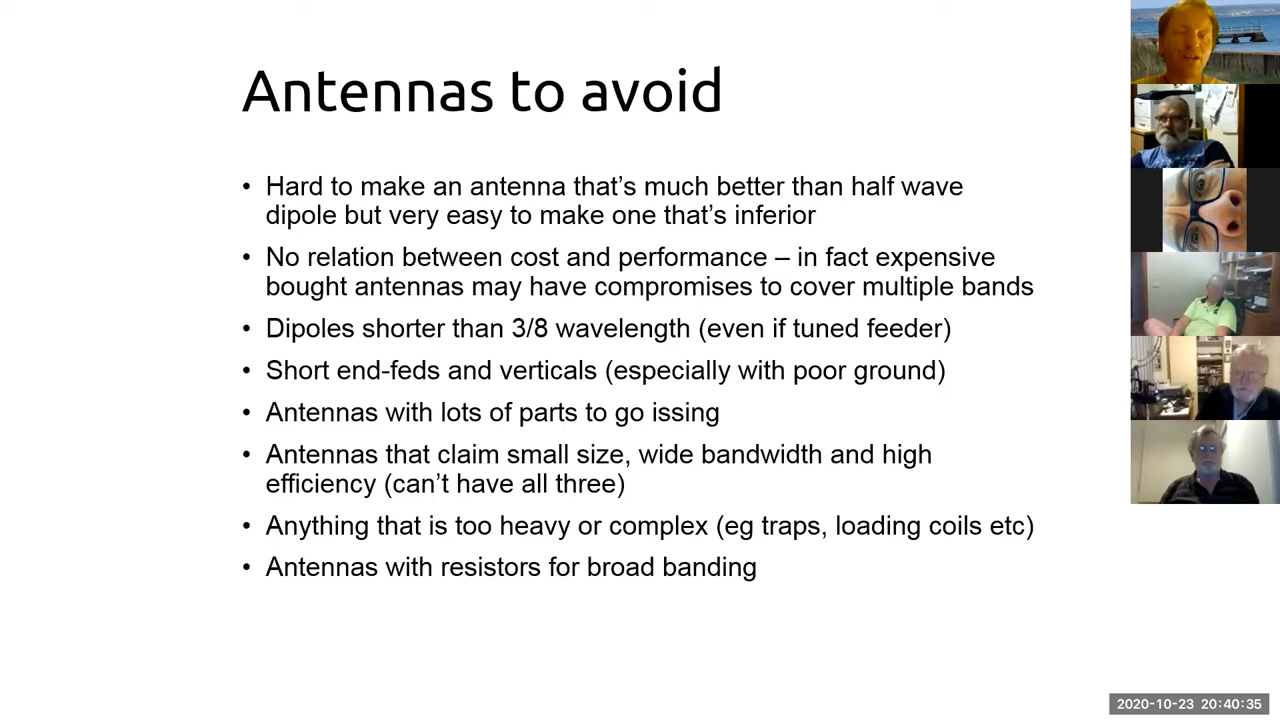 Antennas to avoid
• Hard to make an antenna that’s much better than half wave
dipole but very easy to make one that’s inferior
• No relation between cost and performance – in fact expensive
bought antennas may have compromises to cover multiple bands
• Dipoles shorter than 3/8 wavelength (even if tuned feeder)
• Short end-feds and verticals (especially with poor ground)
• Antennas with lots of parts to go issing
• Antennas that claim small size, wide bandwidth and high
efficiency (can’t have all three)
• Anything that is too heavy or complex (eg traps, loading coils etc)
• Antennas with resistors for broad banding
2020-10-23 20:40:35